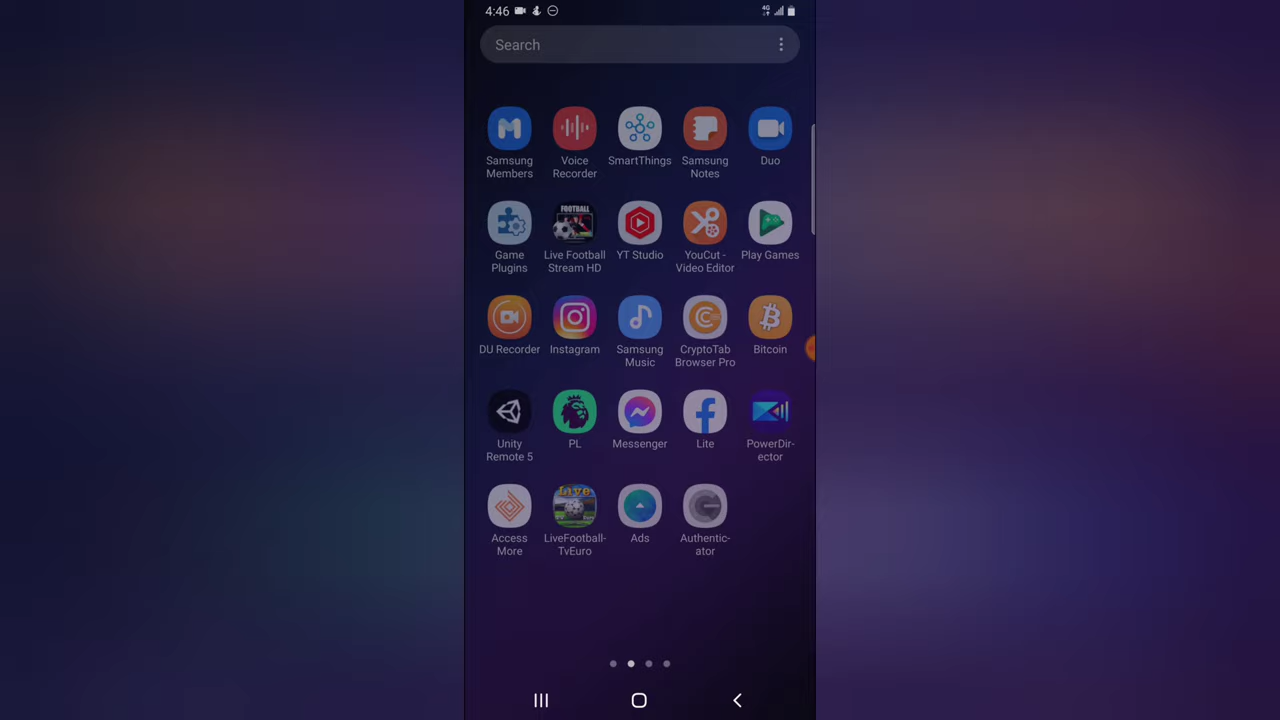 4:46
4G
Search
Samsung Members
Voice Recorder
SmartThings
Samsung Notes
Duo
FOOTBALL
Game Plugins
Live Football Stream HD
YT Studio
YouCut - Video Editor
Play Games
DU Recorder
Instagram
Samsung Music
CryptoTab Browser Pro
Bitcoin
Unity Remote 5
PL
Messenger
Lite
PowerDir-ector
Live
Access More
LiveFootball-TvEuro
Ads
Authentic-ator